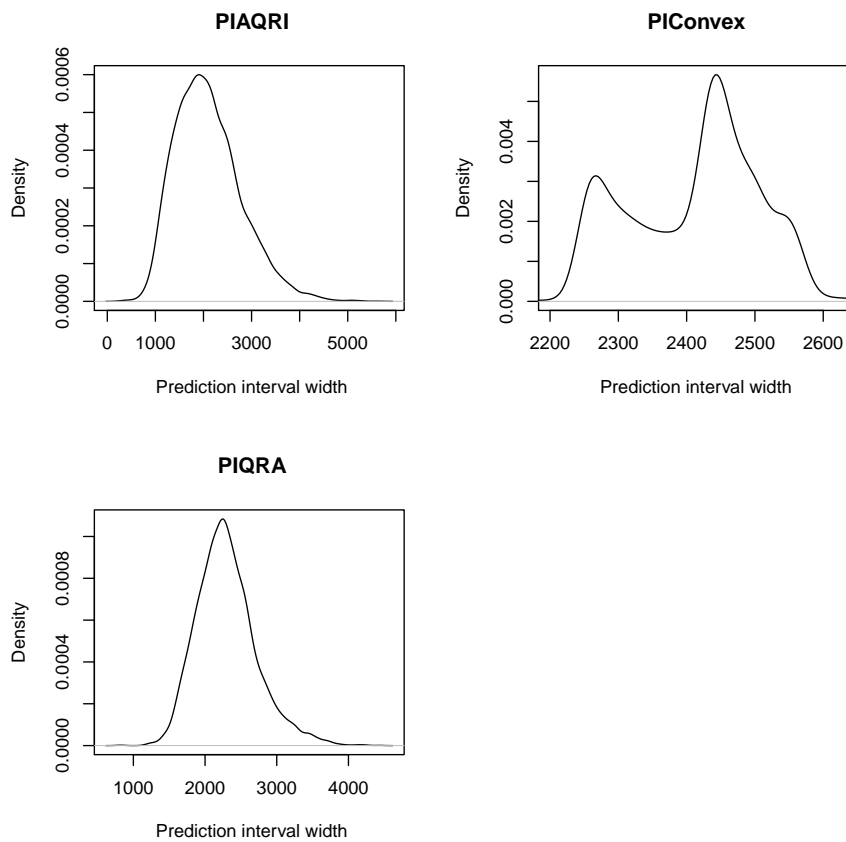 PIAQRI
Density
0.0000 0.0002 0.0004 0.0006
0 1000 3000 5000
Prediction interval width
PIConvex
Density
0.000 0.002 0.004
2200 2300 2400 2500 2600
Prediction interval width
PIQRA
Density
0.0000 0.0004 0.0008
1000 2000 3000 4000
Prediction interval width